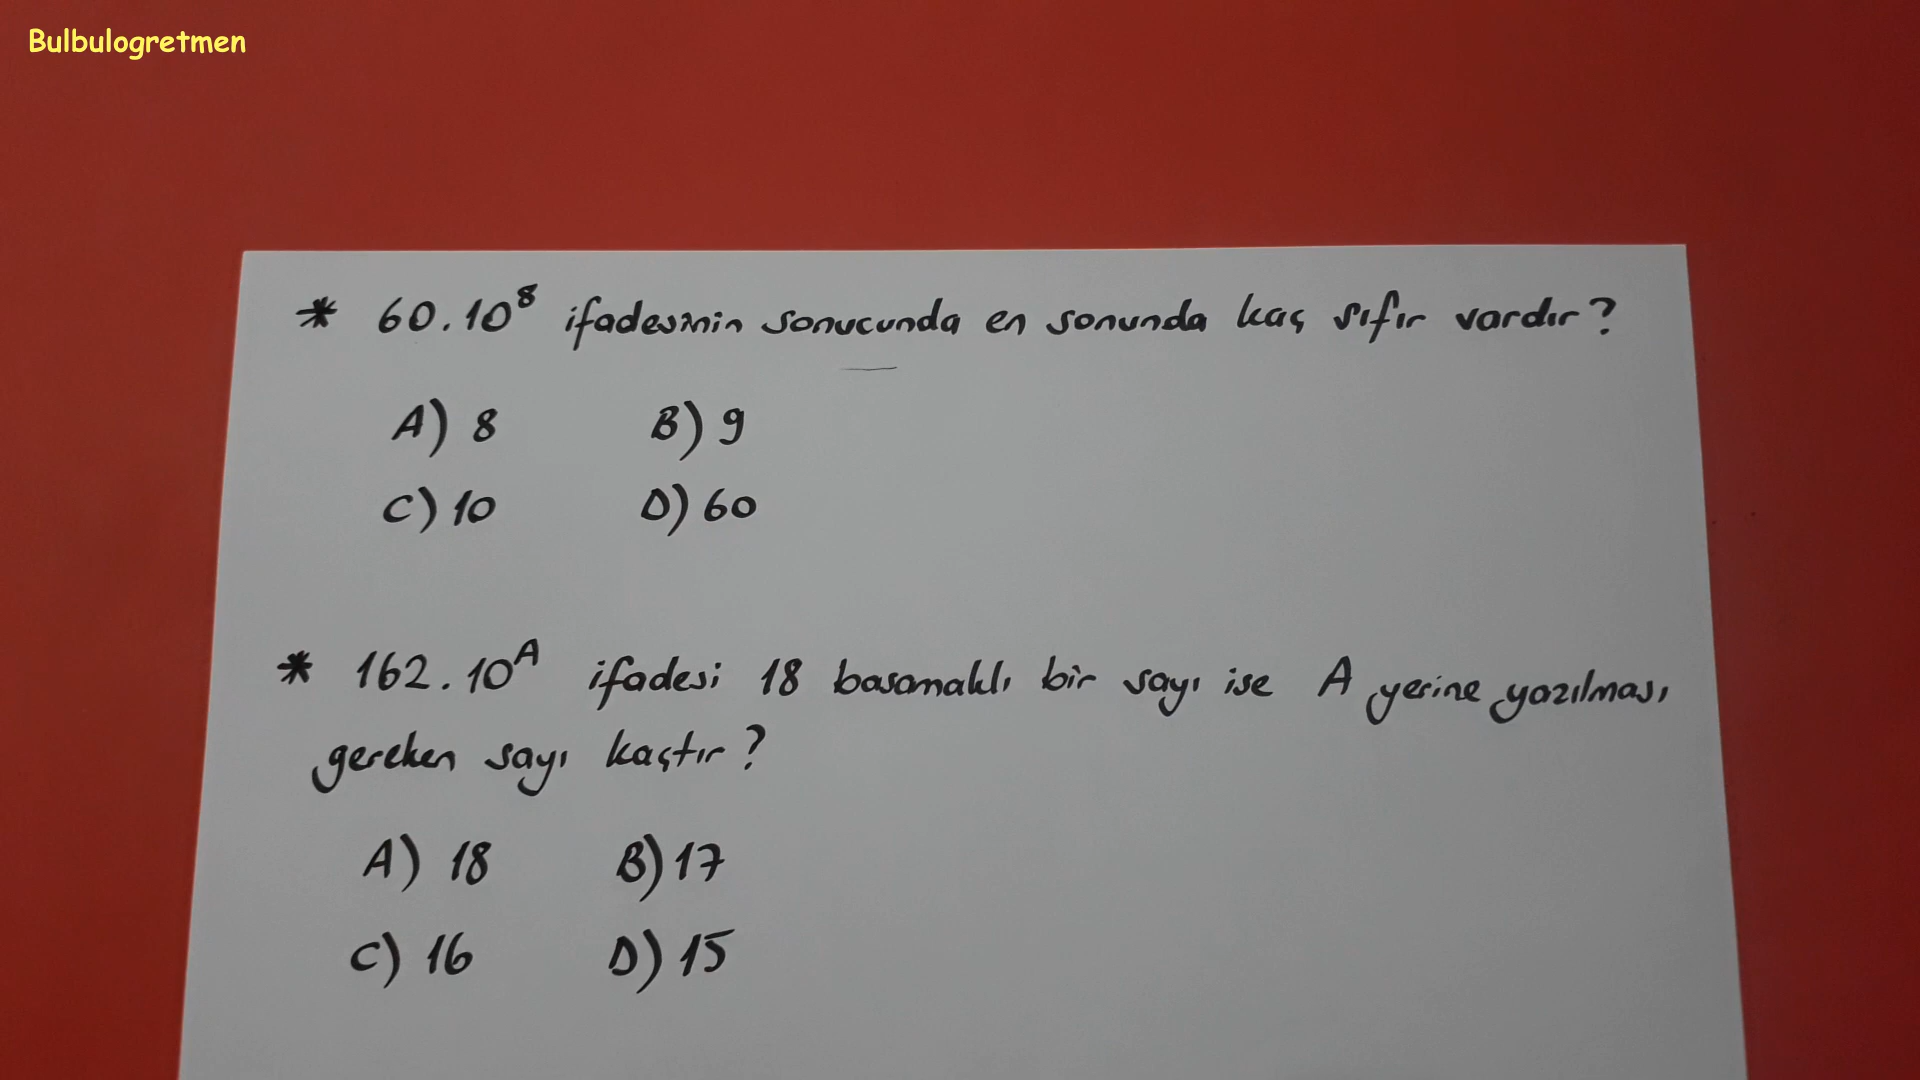 Bulbulogretmen
* 60.10⁸ ifadesinin sonucunda en sonunda kaç sıfır vardır?
A) 8 B) 9
C) 10 D) 60
* 162.10ᴬ ifadesi 18 basamaklı bir sayı ise A yerine yazılması
gereken sayı kaçtır?
A) 18 B) 17
C) 16 D) 15